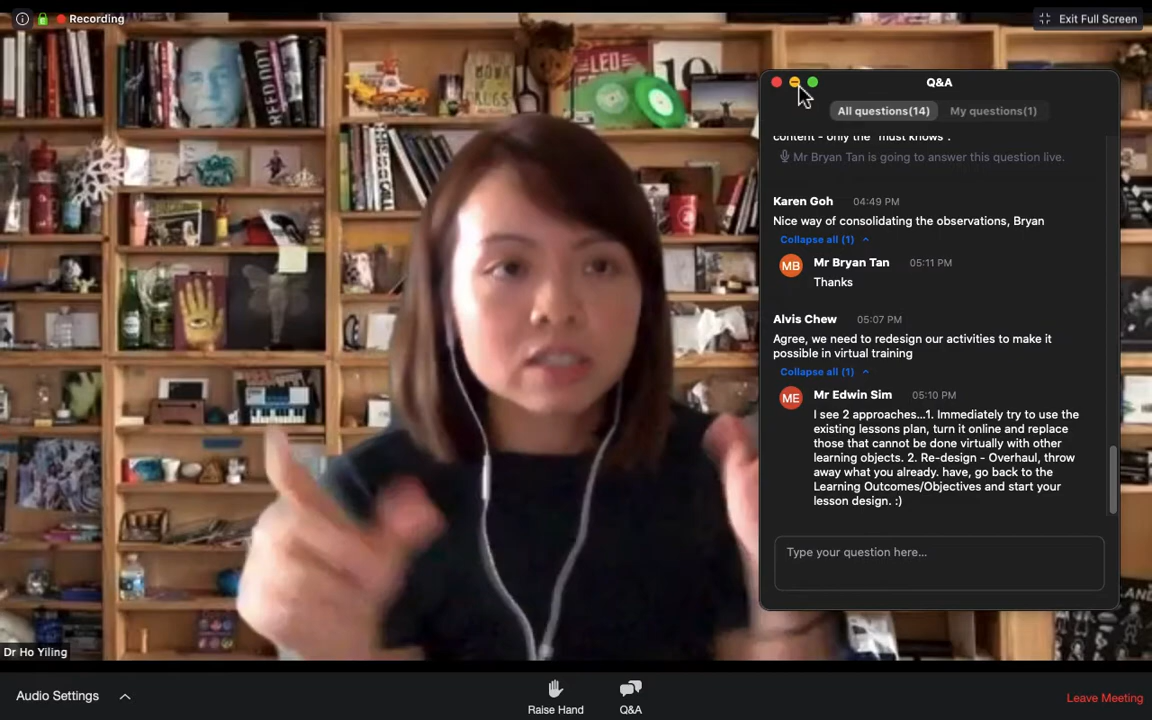 Recording
Exit Full Screen
Q&A
All questions(14)
My questions(1)
content - only the "must knows".
Mr Bryan Tan is going to answer this question live.
Karen Goh 04:49 PM
Nice way of consolidating the observations, Bryan
Collapse all (1)
MB
Mr Bryan Tan 05:11 PM
Thanks
Alvis Chew 05:07 PM
Agree, we need to redesign our activities to make it
possible in virtual training
Collapse all (1)
ME
Mr Edwin Sim 05:10 PM
I see 2 approaches...1. Immediately try to use the
existing lessons plan, turn it online and replace
those that cannot be done virtually with other
learning objects. 2. Re-design - Overhaul, throw
away what you already. have, go back to the
Learning Outcomes/Objectives and start your
lesson design. :)
Type your question here...
REED
Dr Ho Yiling
Audio Settings
Raise Hand
Q&A
Leave Meeting